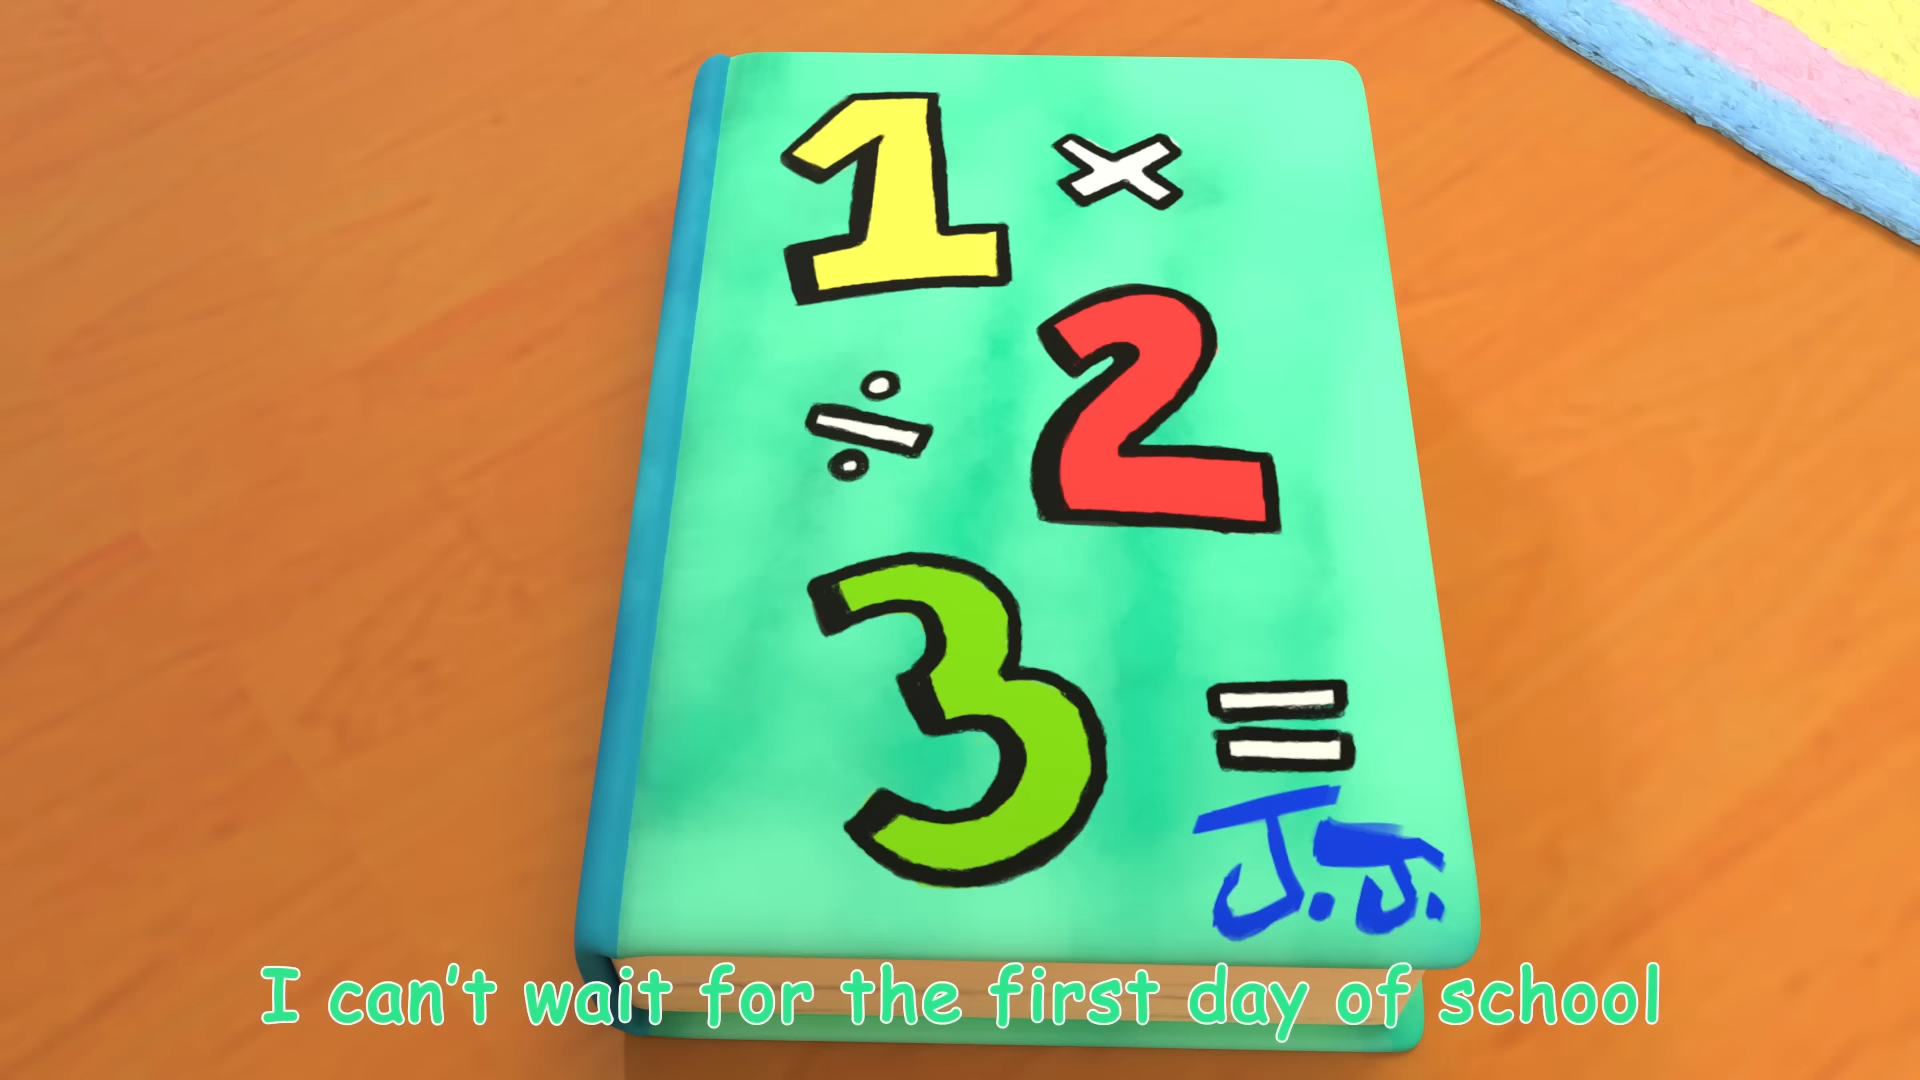 1 ×
÷ 2
3 =
J.J.
I can't wait for the first day of school